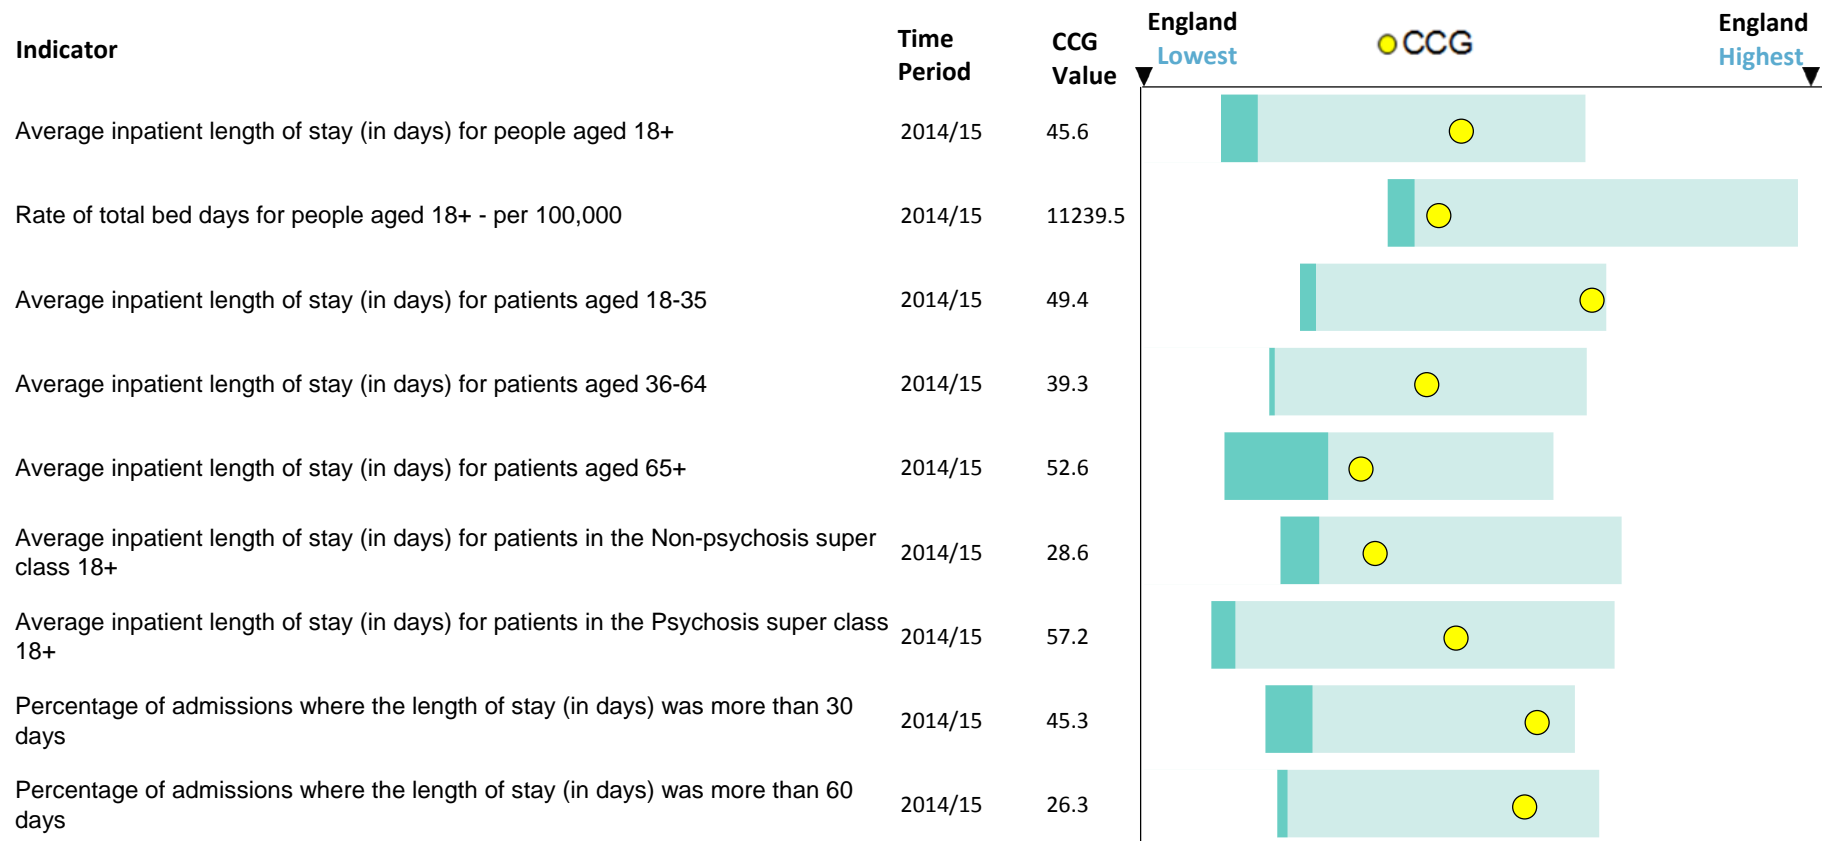 Indicator
Time
Period
CCG
Value
England
Lowest
CCG
England
Highest
Average inpatient length of stay (in days) for people aged 18+ 2014/15 45.6
Rate of total bed days for people aged 18+ - per 100,000 2014/15 11239.5
Average inpatient length of stay (in days) for patients aged 18-35 2014/15 49.4
Average inpatient length of stay (in days) for patients aged 36-64 2014/15 39.3
Average inpatient length of stay (in days) for patients aged 65+ 2014/15 52.6
Average inpatient length of stay (in days) for patients in the Non-psychosis super
class 18+
2014/15 28.6
Average inpatient length of stay (in days) for patients in the Psychosis super class
18+
2014/15 57.2
Percentage of admissions where the length of stay (in days) was more than 30
days
2014/15 45.3
Percentage of admissions where the length of stay (in days) was more than 60
days
2014/15 26.3